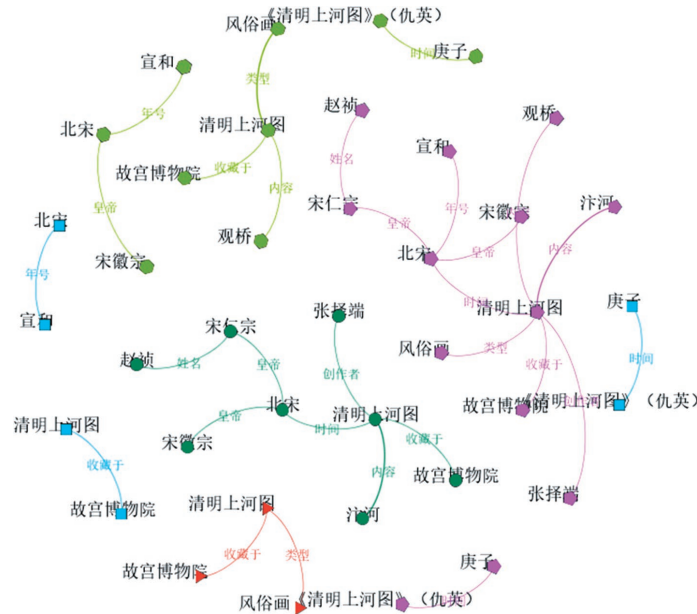 风俗画
《清明上河图》（仇英）
时间
庚子
宣和
类型
年号
北宋
清明上河图
收藏于
故宫博物院
内容
皇帝
观桥
宋徽宗
赵祯
观桥
宣和
姓名
宋仁宗
年号
宋徽宗
汴河
皇帝
皇帝
内容
北宋
时间
清明上河图
风俗画
类型
收藏于
故宫博物院
张择端
北宋
年号
宣和
庚子
时间
《清明上河图》（仇英）
宋仁宗
张择端
赵祯
姓名
皇帝
创作者
皇帝
北宋
时间
清明上河图
宋徽宗
收藏于
内容
故宫博物院
汴河
清明上河图
收藏于
故宫博物院
清明上河图
收藏于
类型
故宫博物院
风俗画
《清明上河图》（仇英）
庚子